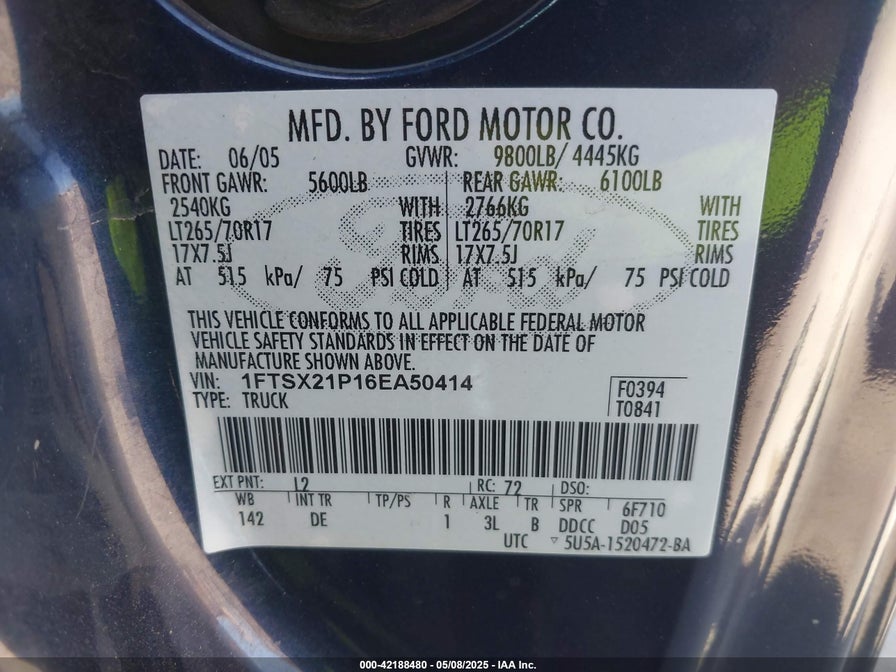 MFD. BY FORD MOTOR CO.
DATE: 06/05 GVWR: 9800LB/ 4445KG
FRONT GAWR: 5600LB REAR GAWR: 6100LB
2540KG WITH 2766KG WITH
LT265/70R17 TIRES LT265/70R17 TIRES
17X7.5J RIMS 17X7.5J RIMS
AT 515 kPa/ 75 PSI COLD AT 515 kPa/ 75 PSI COLD
THIS VEHICLE CONFORMS TO ALL APPLICABLE FEDERAL MOTOR
VEHICLE SAFETY STANDARDS IN EFFECT ON THE DATE OF
MANUFACTURE SHOWN ABOVE.
VIN: 1FTSX21P16EA50414
TYPE: TRUCK
F0394
T0841
EXT PNT: L2 RC: 72 DSO:
WB INT TR TP/PS R AXLE TR SPR 6F710
142 DE 1 3L B DDCC D05
UTC ▽ 5U5A-1520472-BA
000-42188480 - 05/08/2025 - IAA Inc.